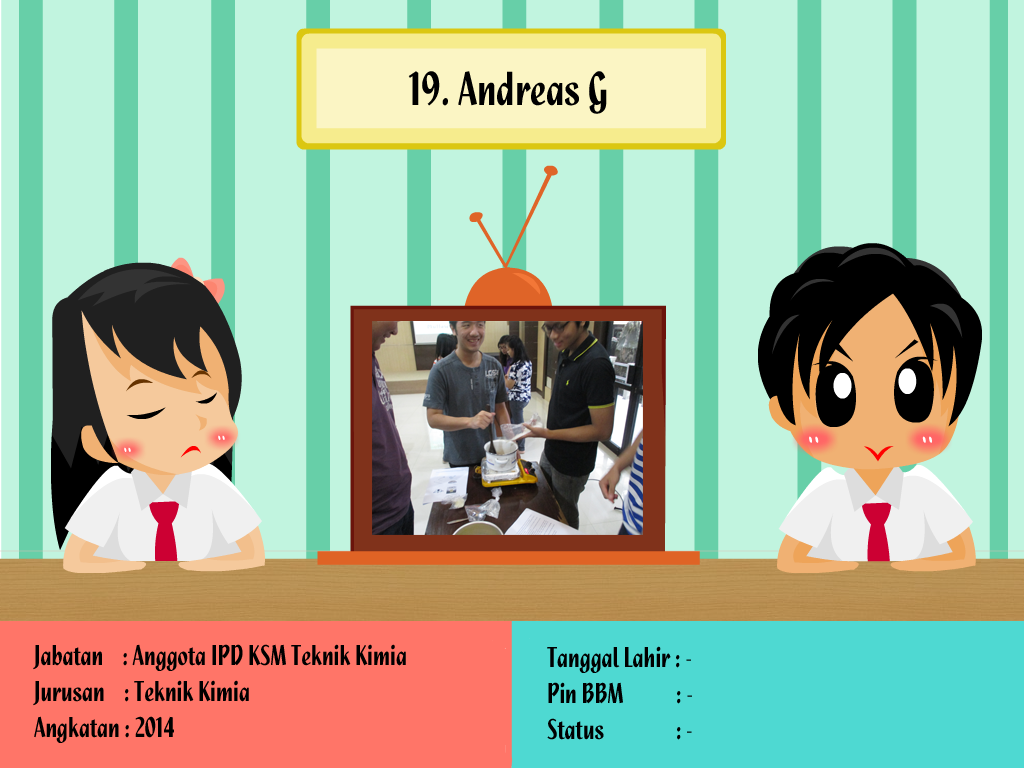 19. Andreas G
Jabatan : Anggota IPD KSM Teknik Kimia
Jurusan : Teknik Kimia
Angkatan : 2014
Tanggal Lahir : -
Pin BBM : -
Status : -